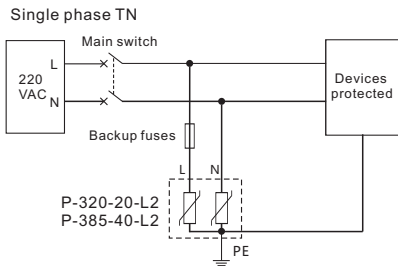 Single phase TN
Main switch
L
220
VAC
N
Devices
protected
Backup fuses
L
N
P-320-20-L2
P-385-40-L2
PE